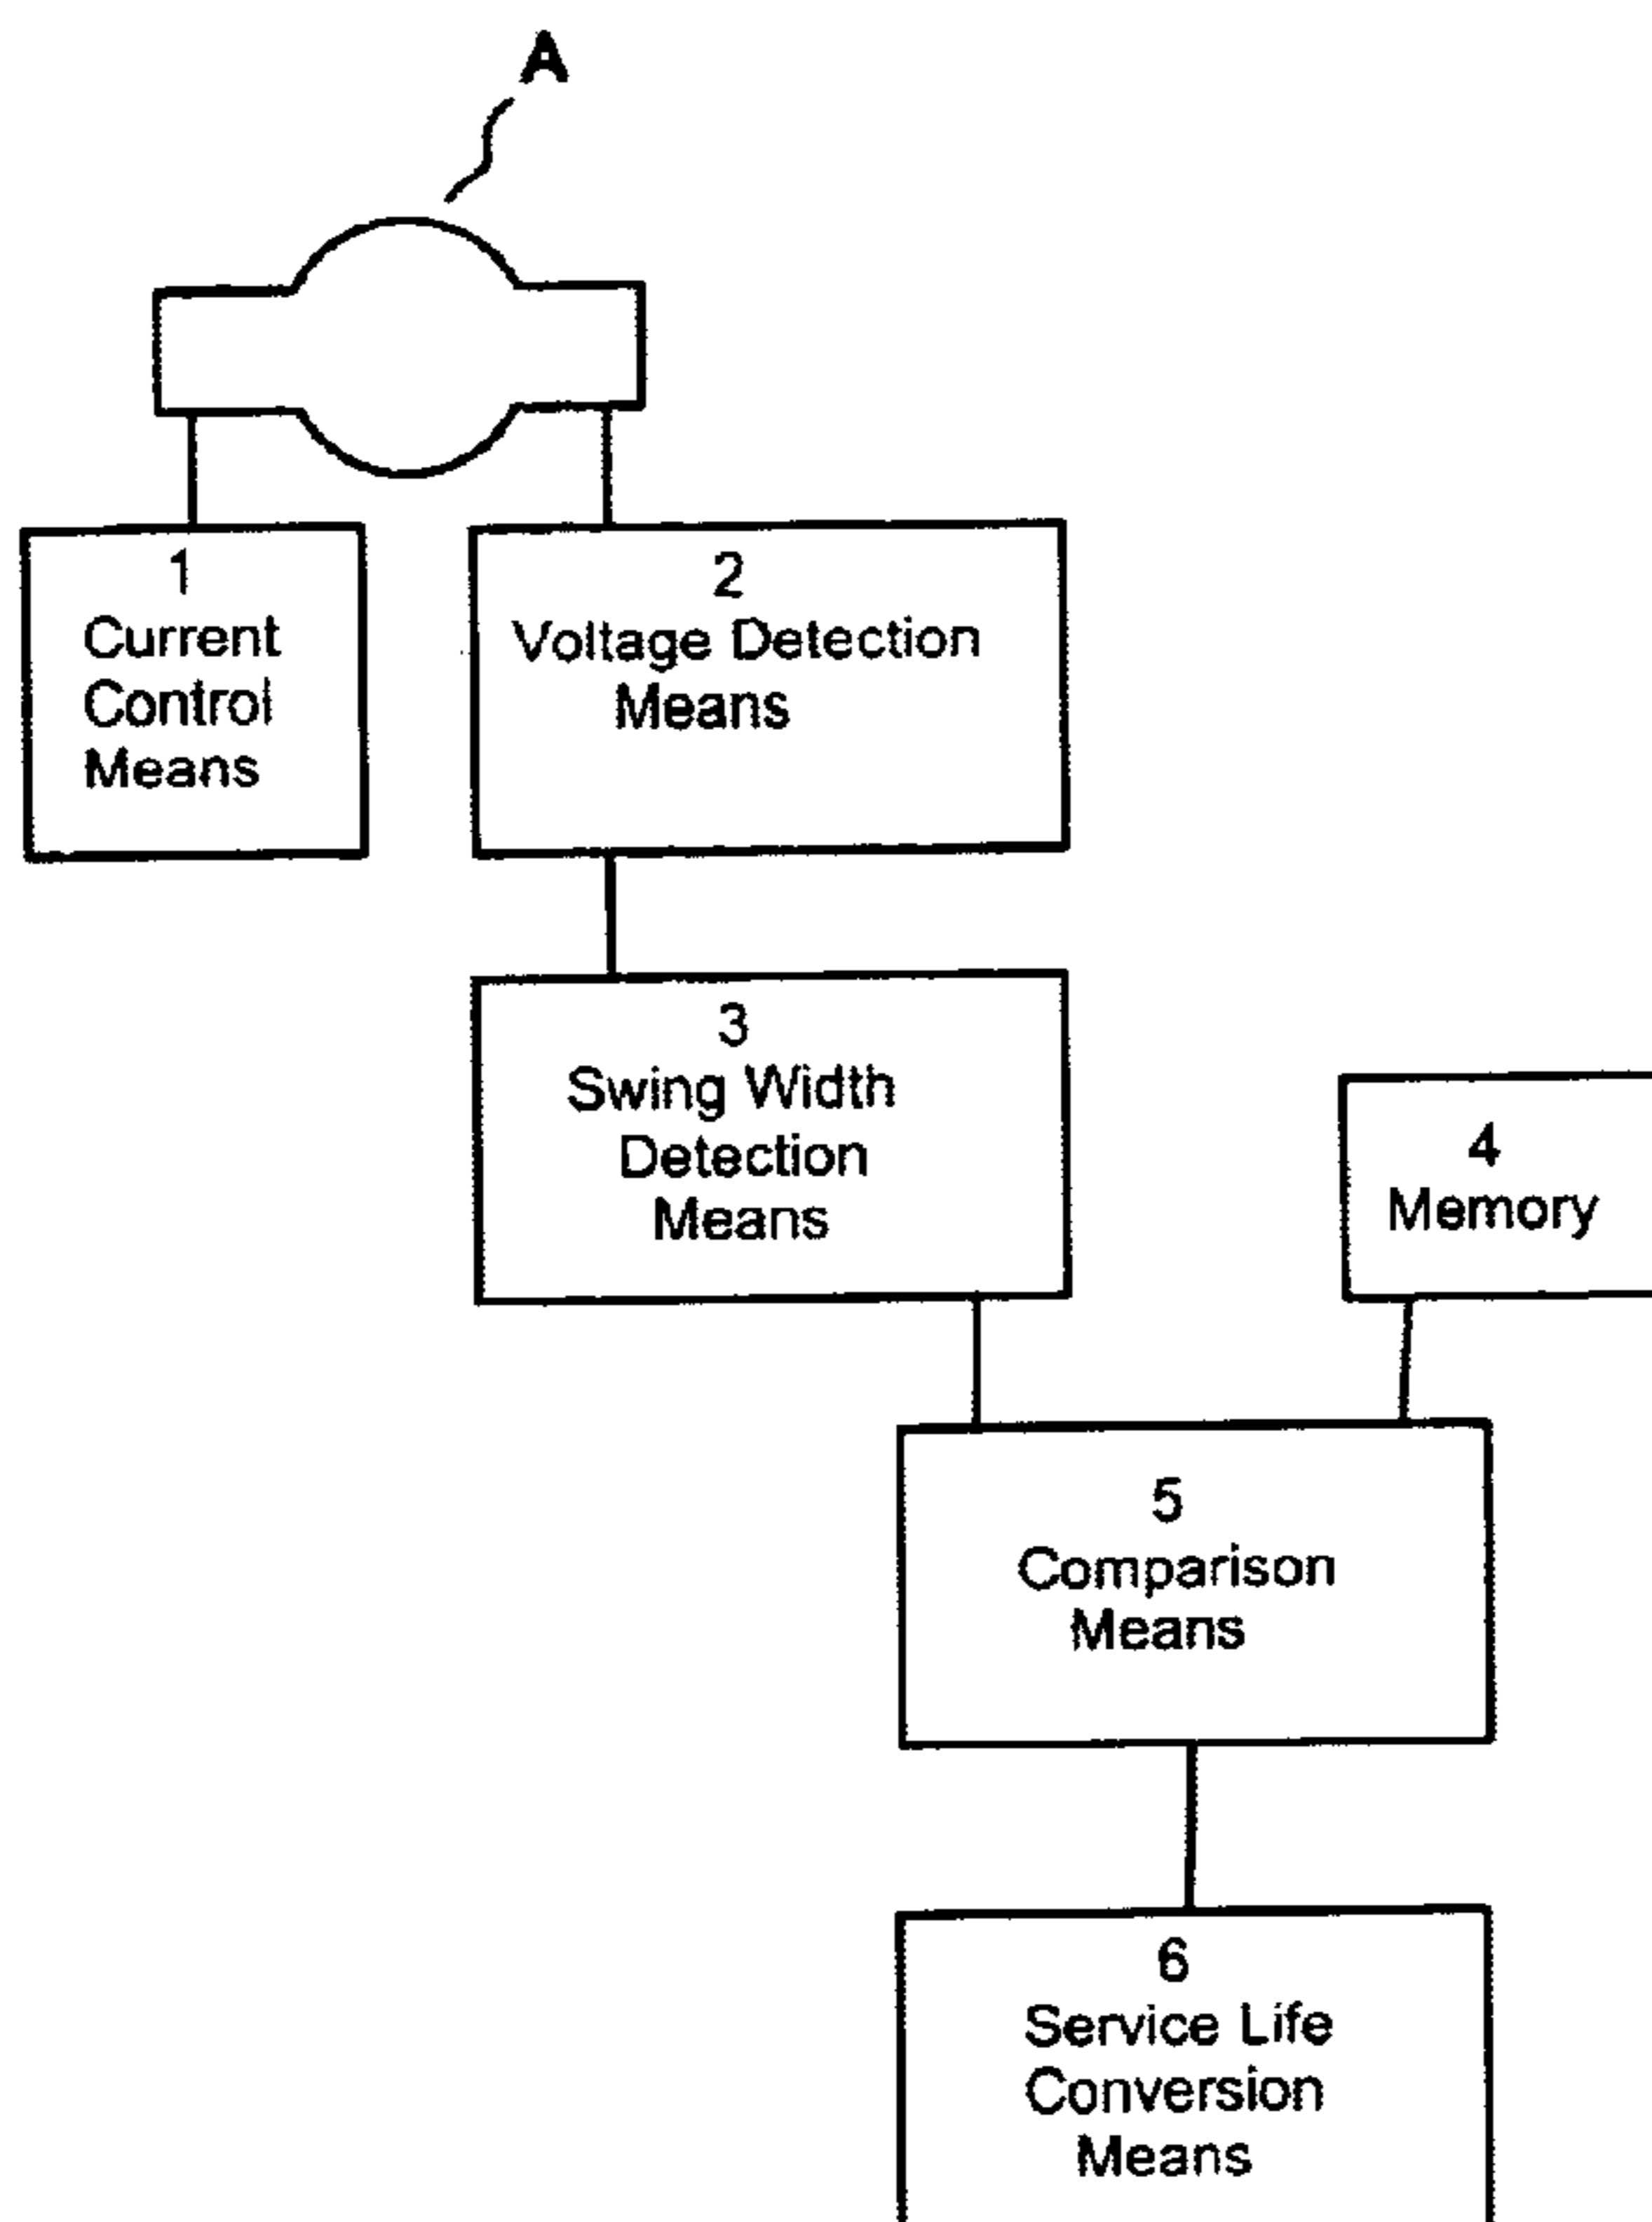 A
1
Current
Control
Means
2
Voltage Detection
Means
3
Swing Width
Detection
Means
4
Memory
5
Comparison
Means
6
Service Life
Conversion
Means